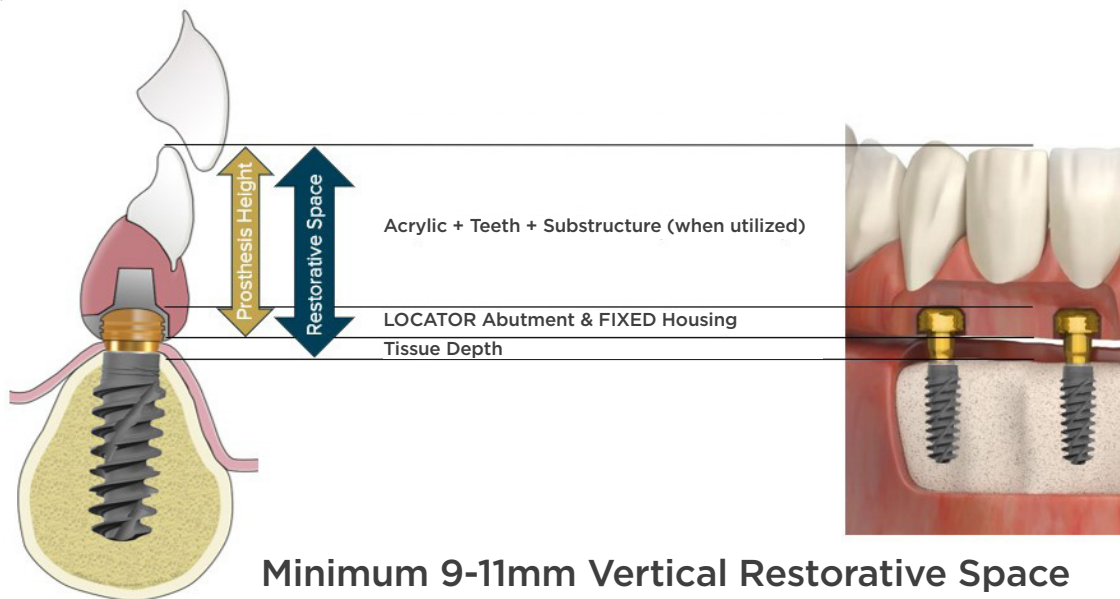 Prosthesis Height
Restorative Space
Acrylic + Teeth + Substructure (when utilized)
LOCATOR Abutment & FIXED Housing
Tissue Depth
Minimum 9-11mm Vertical Restorative Space